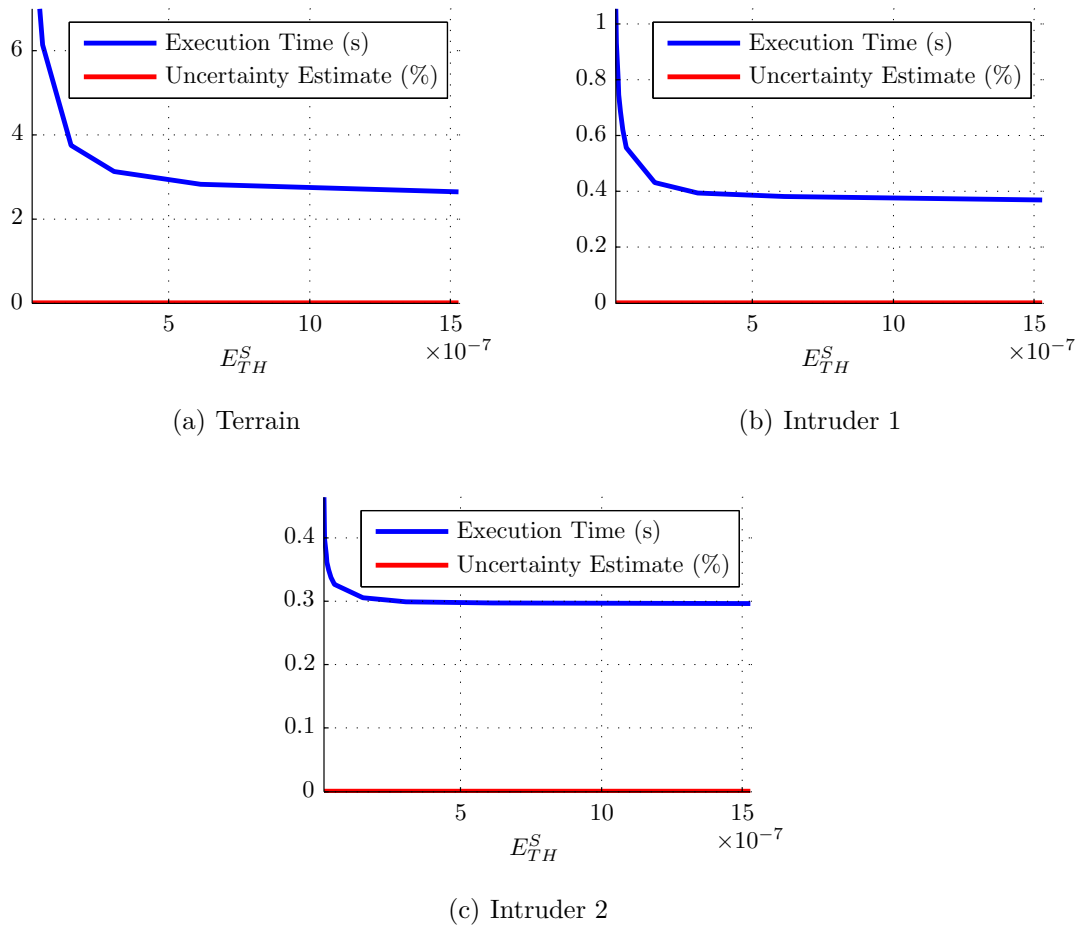 6
4
2
0
Execution Time (s)
Uncertainty Estimate (%)
5
10
15
×10−7
E^S_TH
(a) Terrain
1
0.8
0.6
0.4
0.2
0
Execution Time (s)
Uncertainty Estimate (%)
5
10
15
×10−7
E^S_TH
(b) Intruder 1
0.4
0.3
0.2
0.1
0
Execution Time (s)
Uncertainty Estimate (%)
5
10
15
×10−7
E^S_TH
(c) Intruder 2